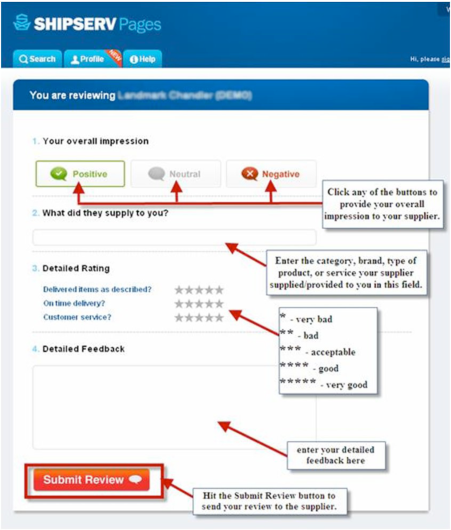 SHIPSERV Pages
Search Profile NEW Help
Hi, please
You are reviewing Landmark Chandler (DEMO)
1. Your overall impression
Positive Neutral Negative
Click any of the buttons to
provide your overall
impression to your supplier.
2. What did they supply to you?
Enter the category, brand, type of
product, or service your supplier
supplied/provided to you in this field.
3. Detailed Rating
Delivered items as described?
On time delivery?
Customer service?
* - very bad
** - bad
*** - acceptable
**** - good
***** - very good
4. Detailed Feedback
enter your detailed
feedback here
Submit Review
Hit the Submit Review button to
send your review to the supplier.